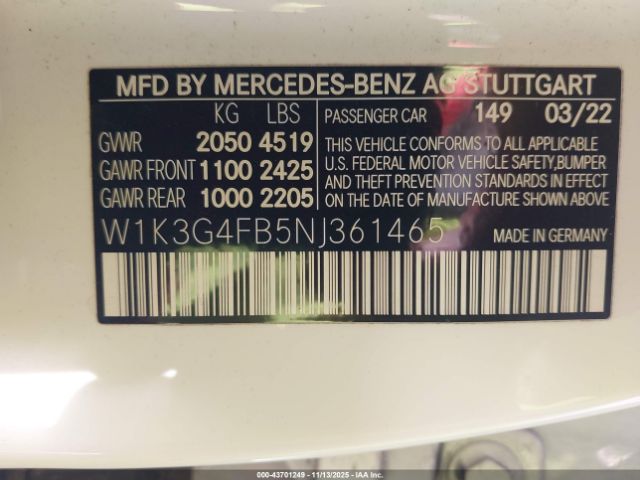 MFD BY MERCEDES-BENZ AG STUTTGART
KG LBS PASSENGER CAR 149 03/22
GVWR 2050 4519 THIS VEHICLE CONFORMS TO ALL APPLICABLE
GAWR FRONT 1100 2425 U.S. FEDERAL MOTOR VEHICLE SAFETY, BUMPER
GAWR REAR 1000 2205 AND THEFT PREVENTION STANDARDS IN EFFECT
ON THE DATE OF MANUFACTURE SHOWN ABOVE
W1K3G4FB5NJ361465 MADE IN GERMANY
000-43701249 - 11/13/2025 - IAA, Inc.